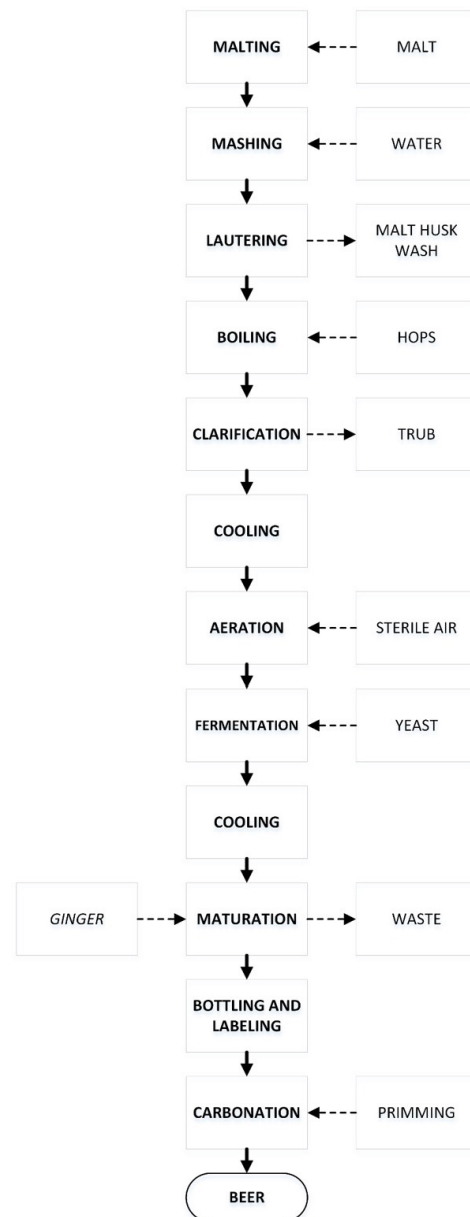 MALTING
MALT
MASHING
WATER
LAUTERING
MALT HUSK
WASH
BOILING
HOPS
CLARIFICATION
TRUB
COOLING
AERATION
STERILE AIR
FERMENTATION
YEAST
COOLING
GINGER
MATURATION
WASTE
BOTTLING AND
LABELING
CARBONATION
PRIMMING
BEER